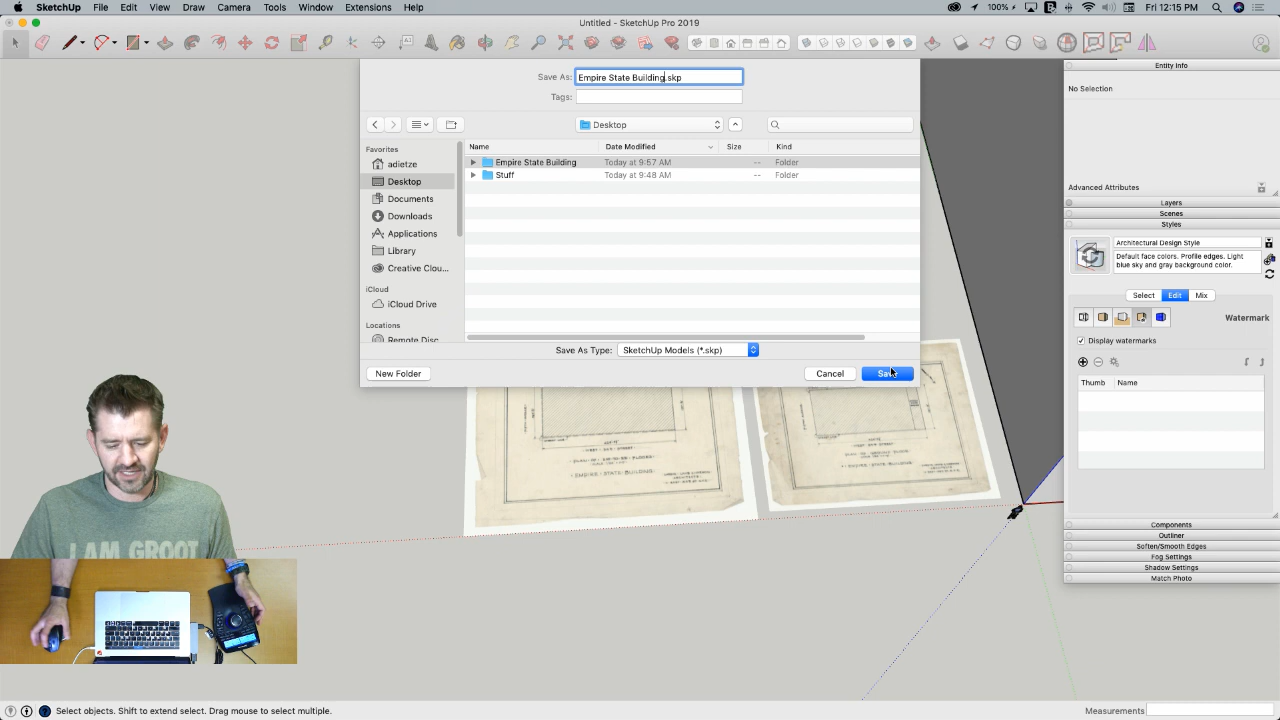 SketchUp File Edit View Draw Camera Tools Window Extensions Help 100% Fri 12:15 PM
Untitled - SketchUp Pro 2019
Save As: Empire State Building.skp
Tags:
Desktop
Favorites
adietze
Desktop
Documents
Downloads
Applications
Library
Creative Clou...
iCloud
iCloud Drive
Locations
Remote Disc
Name Date Modified Size Kind
Empire State Building Today at 9:57 AM -- Folder
Stuff Today at 9:48 AM -- Folder
Save As Type: SketchUp Models (*.skp)
New Folder Cancel Save
Entity Info
No Selection
Advanced Attributes
Layers
Scenes
Styles
Architectural Design Style
Default face colors. Profile edges. Light
blue sky and gray background color.
Select Edit Mix
Watermark
Display watermarks
Thumb Name
Components
Outliner
Soften/Smooth Edges
Fog Settings
Shadow Settings
Match Photo
EMPIRE STATE BUILDING
EMPIRE STATE BUILDING
I AM GROOT
Select objects. Shift to extend select. Drag mouse to select multiple.
Measurements